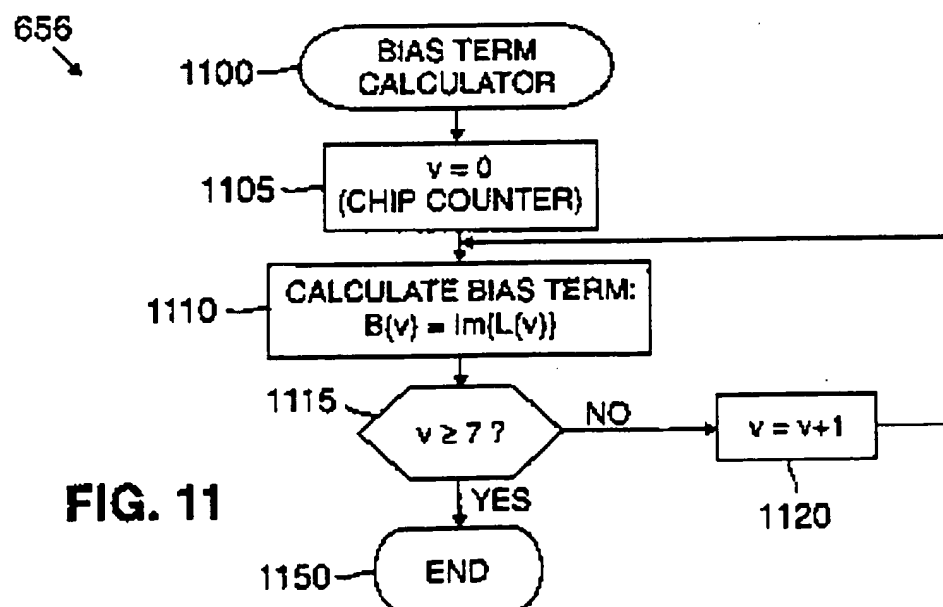 656
1100
BIAS TERM
CALCULATOR
1105
v = 0
(CHIP COUNTER)
1110
CALCULATE BIAS TERM:
B(v) = Im{L(v)}
1115
v ≥ 7 ?
NO
v = v+1
1120
YES
FIG. 11
1150
END